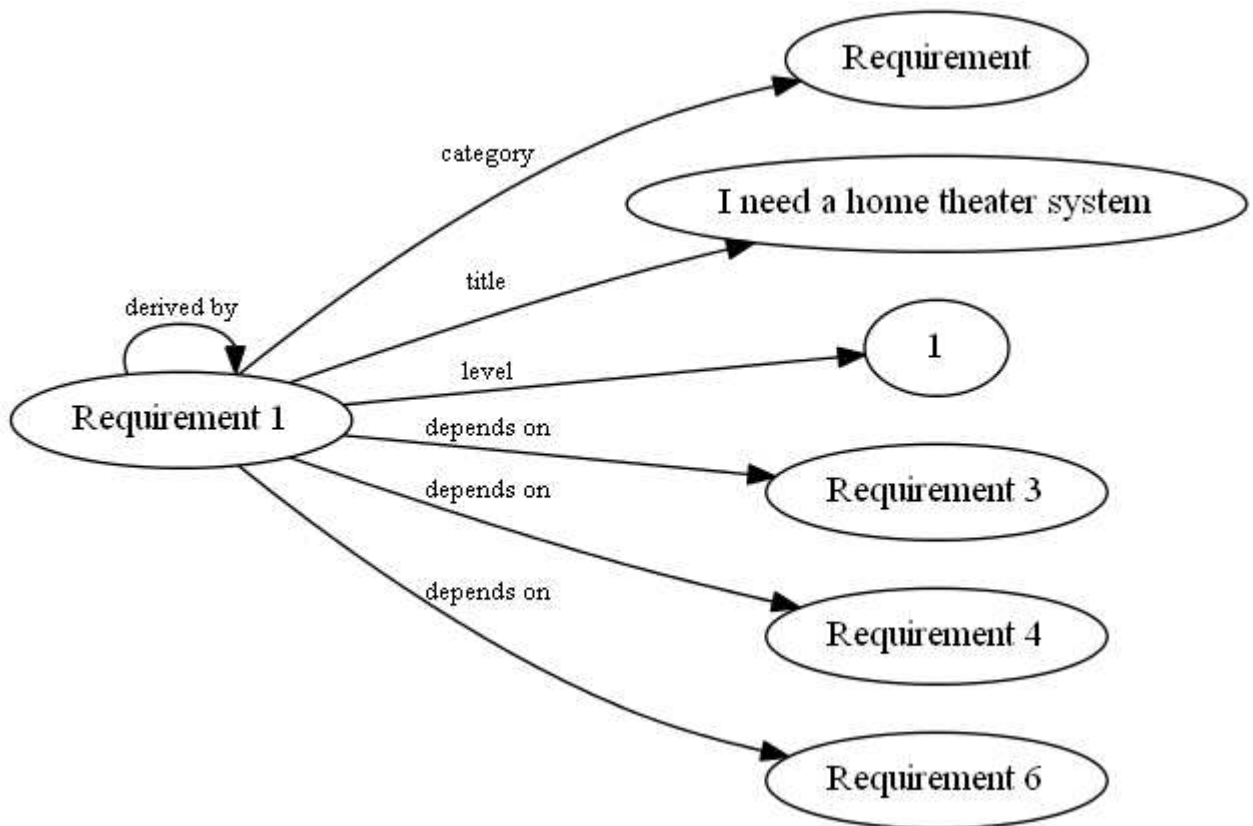 Requirement
category
I need a home theater system
title
derived by
1
level
Requirement 1
depends on
Requirement 3
depends on
Requirement 4
depends on
Requirement 6